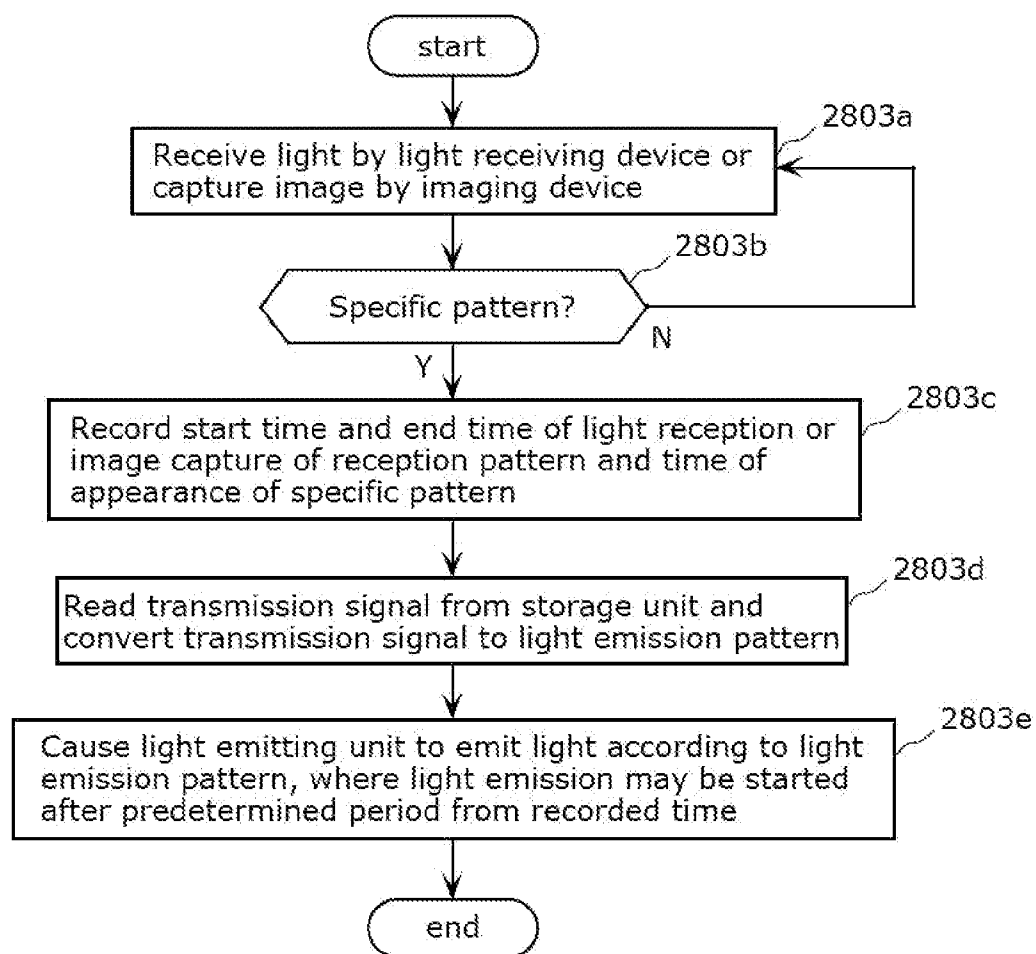 start
2803a
Receive light by light receiving device or
capture image by imaging device
2803b
Specific pattern?
N
Y
2803c
Record start time and end time of light reception or
image capture of reception pattern and time of
appearance of specific pattern
2803d
Read transmission signal from storage unit and
convert transmission signal to light emission pattern
2803e
Cause light emitting unit to emit light according to light
emission pattern, where light emission may be started
after predetermined period from recorded time
end